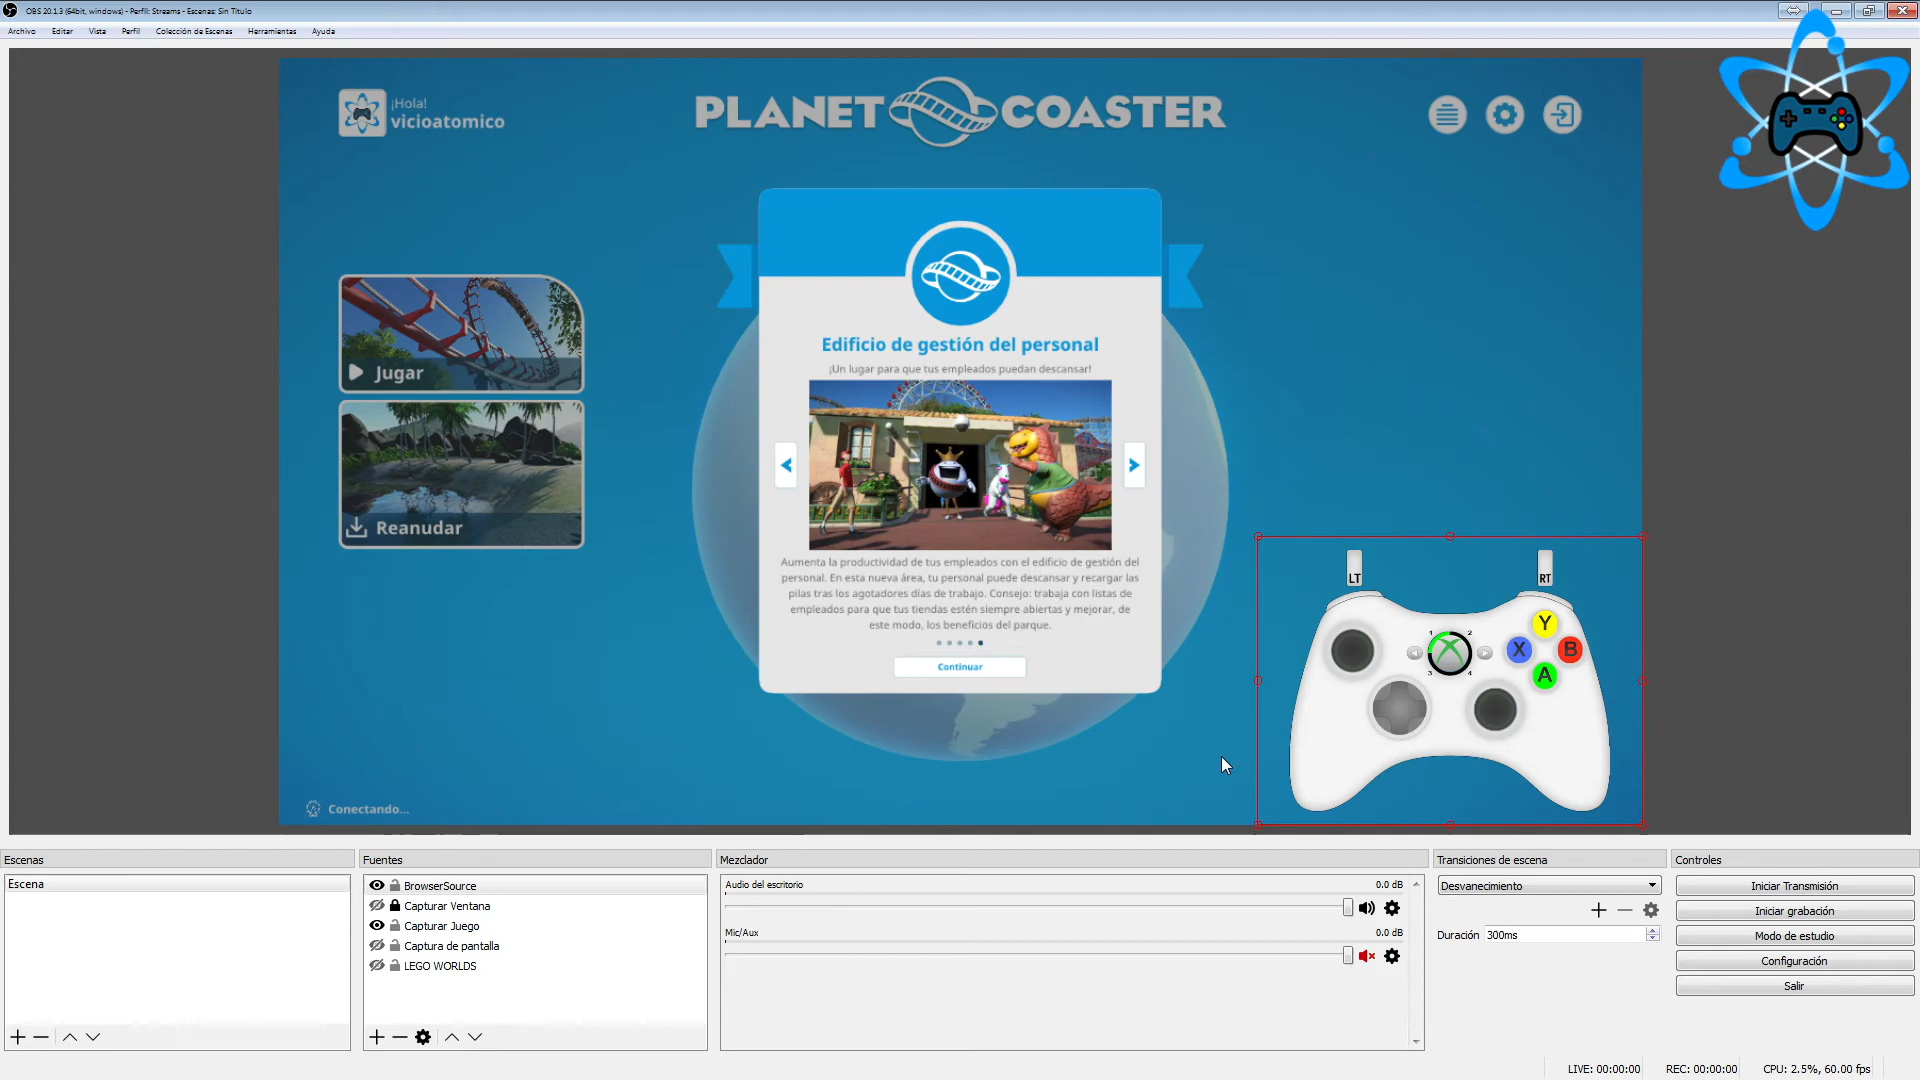 OBS 20.1.3 (64bit, windows) - Perfil: Streams - Escenas: Sin Título
Archivo Editar Vista Perfil Colección de Escenas Herramientas Ayuda
¡Hola!
vicioatomico
PLANET COASTER
Jugar
Reanudar
Edificio de gestión del personal
¡Un lugar para que tus empleados puedan descansar!
Aumenta la productividad de tus empleados con el edificio de gestión del
personal. En esta nueva área, tu personal puede descansar y recargar las
pilas tras los agotadores días de trabajo. Consejo: trabaja con listas de
empleados para que tus tiendas estén siempre abiertas y mejorar, de
este modo, los beneficios del parque.
Continuar
LT RT
1 2
3 4
Y
X B
A
Conectando...
Escenas
Escena
Fuentes
BrowserSource
Capturar Ventana
Capturar Juego
Captura de pantalla
LEGO WORLDS
Mezclador
Audio del escritorio 0.0 dB
Mic/Aux 0.0 dB
Transiciones de escena
Desvanecimiento
Duración 300ms
Controles
Iniciar Transmisión
Iniciar grabación
Modo de estudio
Configuración
Salir
LIVE: 00:00:00 REC: 00:00:00 CPU: 2.5%, 60.00 fps